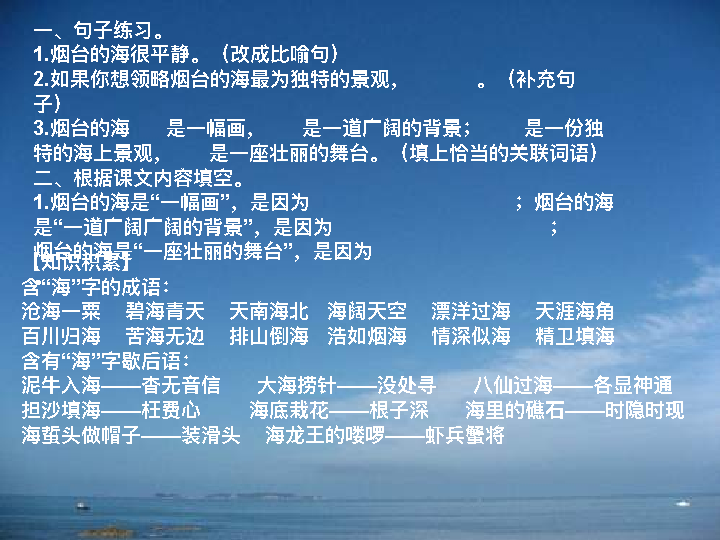 一、句子练习。
1.烟台的海很平静。（改成比喻句）
2.如果你想领略烟台的海最为独特的景观，　　　　。（补充句
子）
3.烟台的海　　是一幅画，　　是一道广阔的背景；　　是一份独
特的海上景观，　　是一座壮丽的舞台。（填上恰当的关联词语）
二、根据课文内容填空。
1.烟台的海是“一幅画”，是因为　　　　　　　　　　；烟台的海
是“一道广阔广阔的背景”，是因为　　　　　　　　　　；
烟台的海是“一座壮丽的舞台”，是因为
【知识积累】
含“海”字的成语：
沧海一粟　碧海青天　天南海北　海阔天空　漂洋过海　天涯海角
百川归海　苦海无边　排山倒海　浩如烟海　情深似海　精卫填海
含有“海”字歇后语：
泥牛入海——杳无音信　　大海捞针——没处寻　　八仙过海——各显神通
担沙填海——枉费心　　海底栽花——根子深　　海里的礁石——时隐时现
海蜇头做帽子——装滑头　海龙王的喽啰——虾兵蟹将